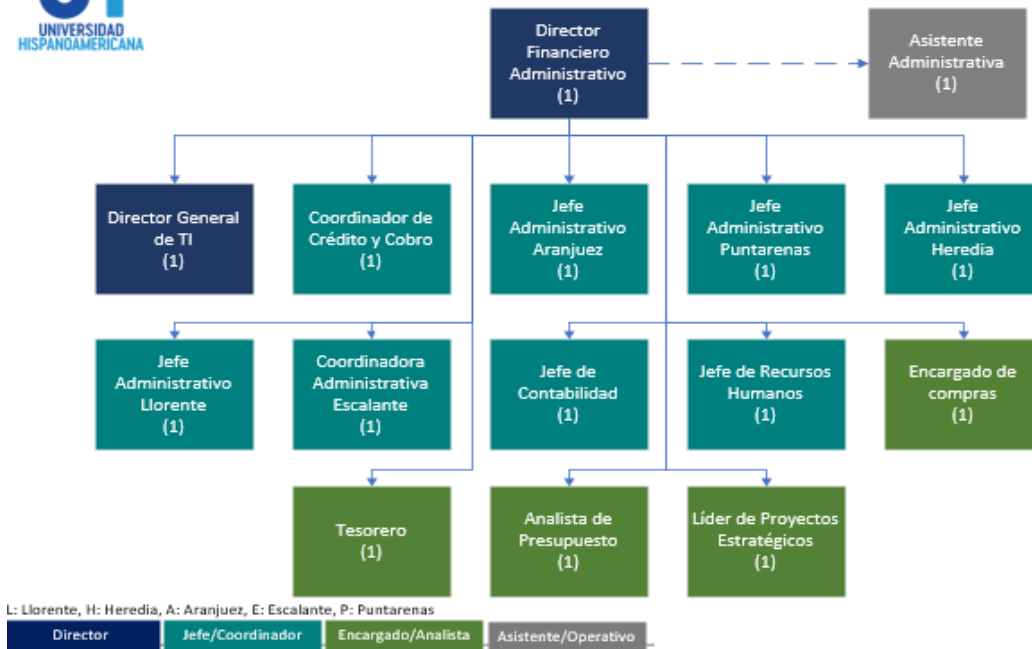 UNIVERSIDAD
HISPANOAMERICANA
Director
Financiero
Administrativo
(1)
Asistente
Administrativa
(1)
Director General
de TI
(1)
Coordinador de
Crédito y Cobro
(1)
Jefe
Administrativo
Aranjuez
(1)
Jefe
Administrativo
Puntarenas
(1)
Jefe
Administrativo
Heredia
(1)
Jefe
Administrativo
Llorente
(1)
Coordinadora
Administrativa
Escalante
(1)
Jefe de
Contabilidad
(1)
Jefe de Recursos
Humanos
(1)
Encargado de
compras
(1)
Tesorero
(1)
Analista de
Presupuesto
(1)
Líder de Proyectos
Estratégicos
(1)
L: Llorente, H: Heredia, A: Aranjuez, E: Escalante, P: Puntarenas
Director
Jefe/Coordinador
Encargado/Analista
Asistente/Operativo